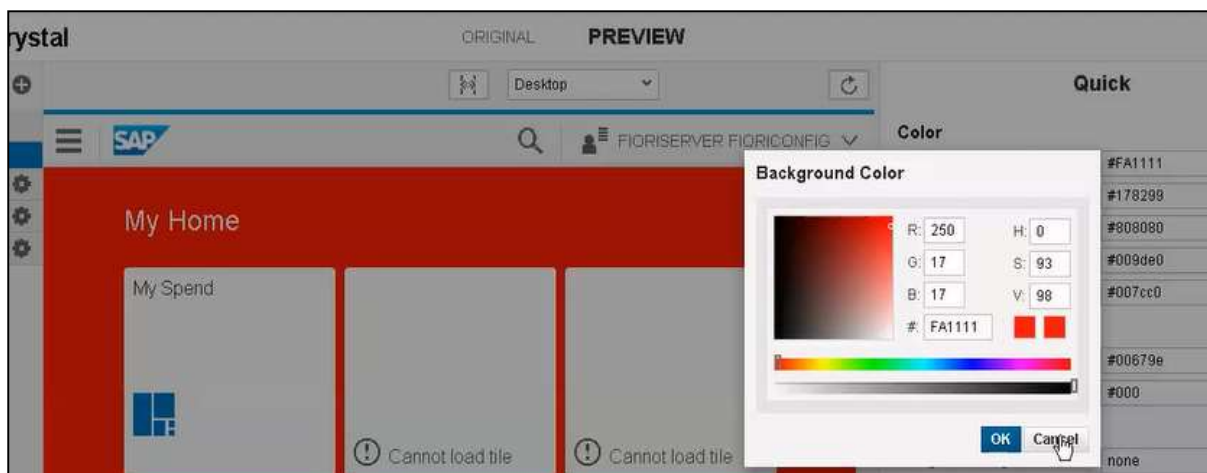 rystal
ORIGINAL PREVIEW
Desktop
Quick
SAP
FIORISERVER FIORICONFIG
Color
#FA1111
#178299
#808080
#009de0
#007cc0
#00679e
#000
none
My Home
My Spend
Cannot load tile
Cannot load tile
Background Color
R: 250 H: 0
G: 17 S: 93
B: 17 V: 98
#: FA1111
OK Cancel